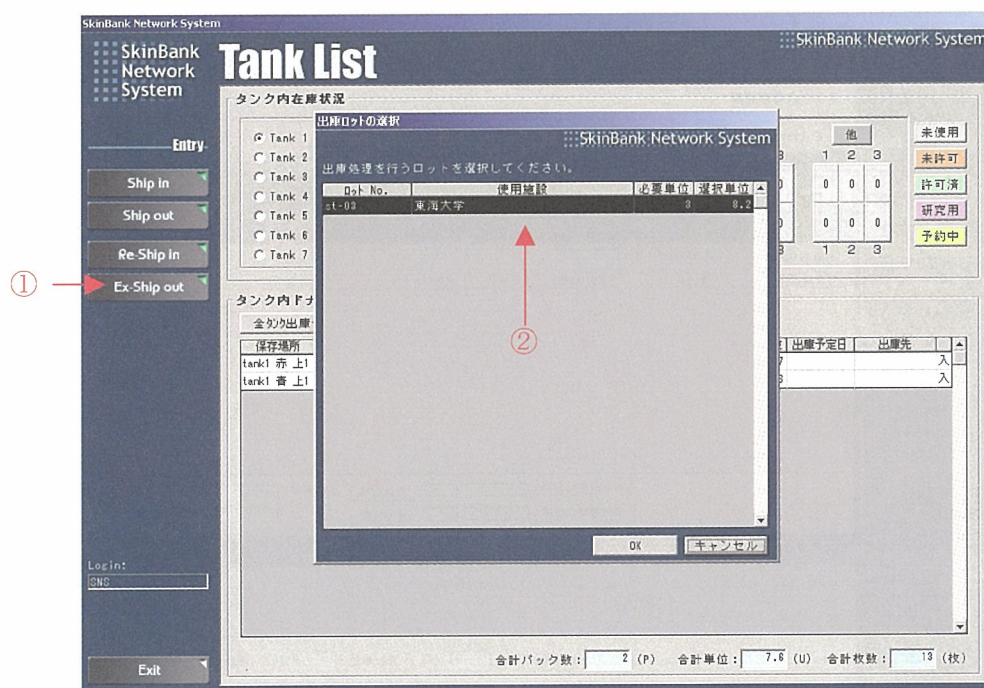 SkinBank Network System
SkinBank
Network
System
Tank List
SkinBank Network System
タンク内在庫状況
Tank 1
Tank 2
Tank 3
Tank 4
Tank 5
Tank 6
Tank 7
他
1 2 3
0 0 0
0 0 0
1 2 3
未使用
未許可
許可済
研究用
予約中
Entry
Ship in
Ship out
Re-Ship in
① Ex-Ship out
出庫ロットの選択
SkinBank Network System
出庫処理を行うロットを選択してください。
ロット No. 使用施設 必要単位 選択単位
st-03 東海大学 3 8.2
②
OK キャンセル
タンク内ドナ
全タンク出庫
保存場所 出庫予定日 出庫先
tank1 赤 上1 入
tank1 青 上1 入
Login:
SNS
Exit
合計パック数: 2 (P) 合計単位: 7.6 (U) 合計枚数: 13 (枚)